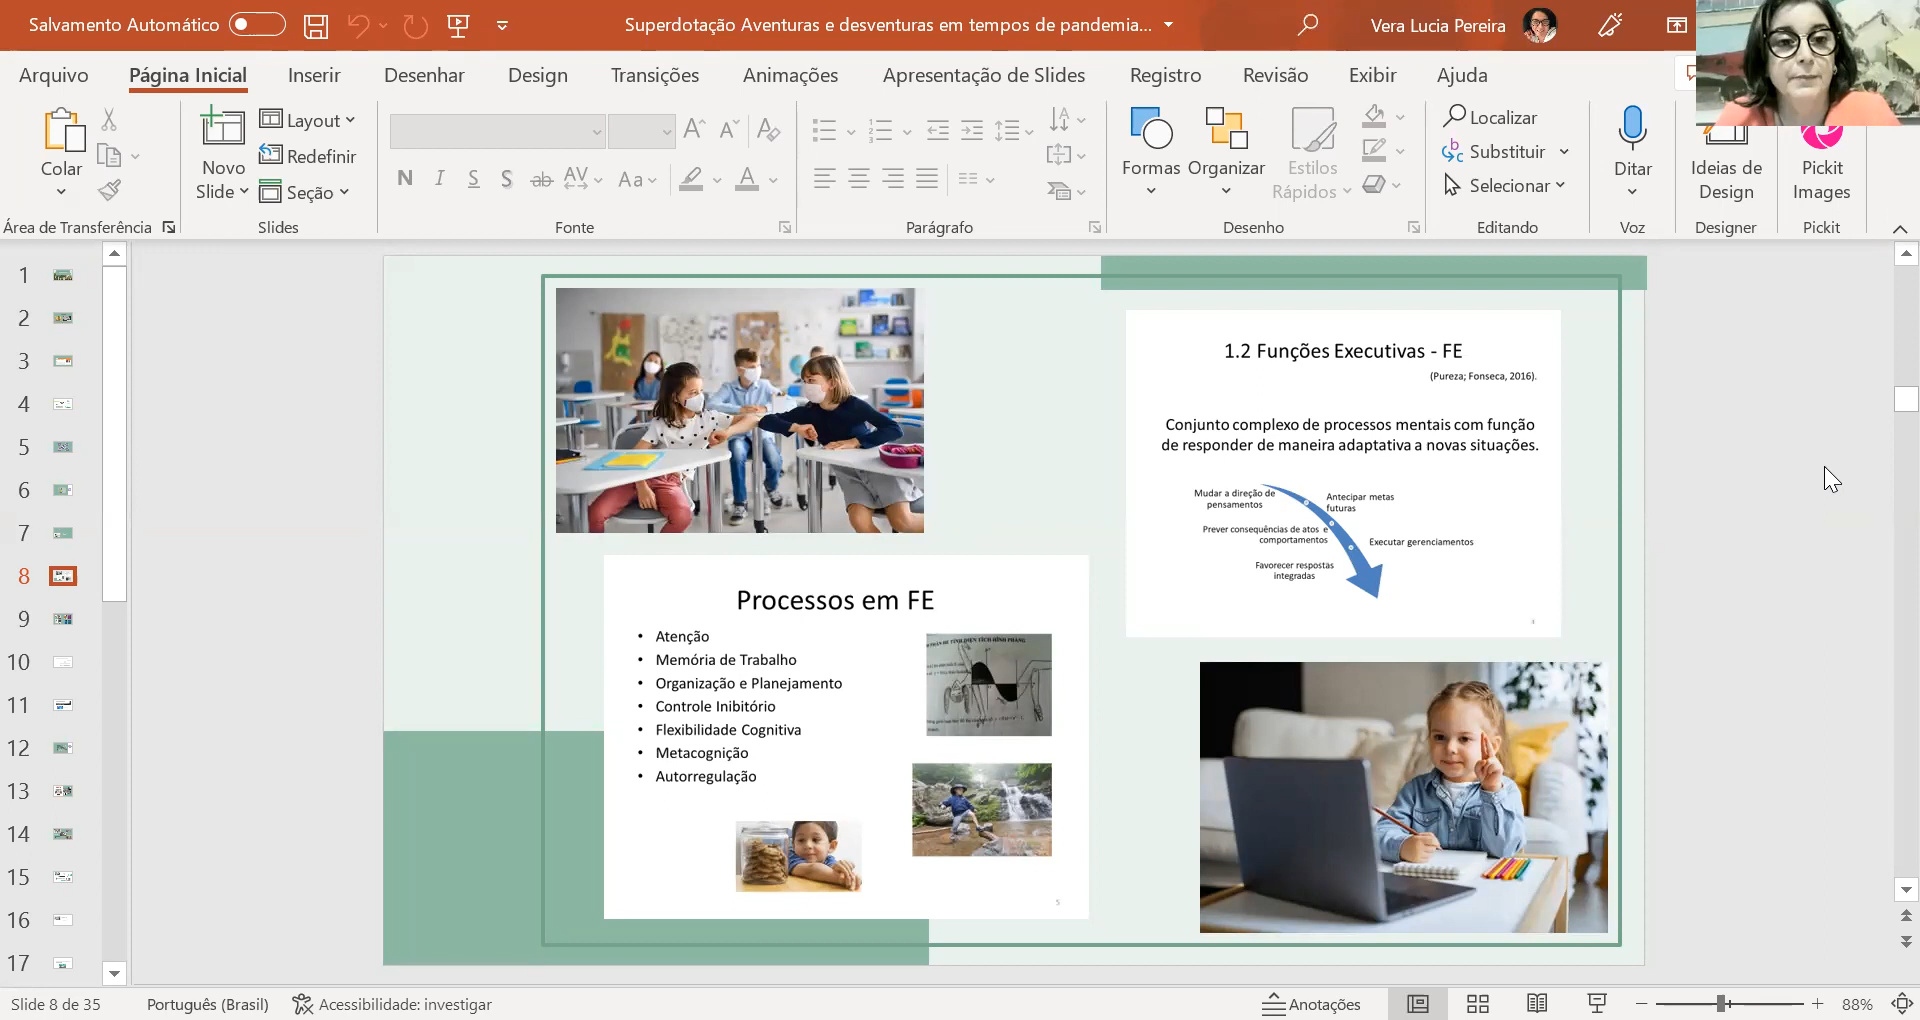 Salvamento Automático
Superdotação Aventuras e desventuras em tempos de pandemia...
Vera Lucia Pereira
Arquivo
Página Inicial
Inserir
Desenhar
Design
Transições
Animações
Apresentação de Slides
Registro
Revisão
Exibir
Ajuda
Colar
Novo
Slide
Layout
Redefinir
Seção
N I S S ab AV Aa A
Formas
Organizar
Estilos
Rápidos
Localizar
Substituir
Selecionar
Ditar
Ideias de
Design
Pickit
Images
Área de Transferência
Slides
Fonte
Parágrafo
Desenho
Editando
Voz
Designer
Pickit
1
2
3
4
5
6
7
8
9
10
11
12
13
14
15
16
17
1.2 Funções Executivas - FE
(Pureza; Fonseca, 2016).
Conjunto complexo de processos mentais com função
de responder de maneira adaptativa a novas situações.
Mudar a direção de
pensamentos
Antecipar metas
futuras
Prever consequências de atos e
comportamentos
Executar gerenciamentos
Favorecer respostas
integradas
Processos em FE
• Atenção
• Memória de Trabalho
• Organização e Planejamento
• Controle Inibitório
• Flexibilidade Cognitiva
• Metacognição
• Autorregulação
5
Slide 8 de 35
Português (Brasil)
Acessibilidade: investigar
Anotações
88%